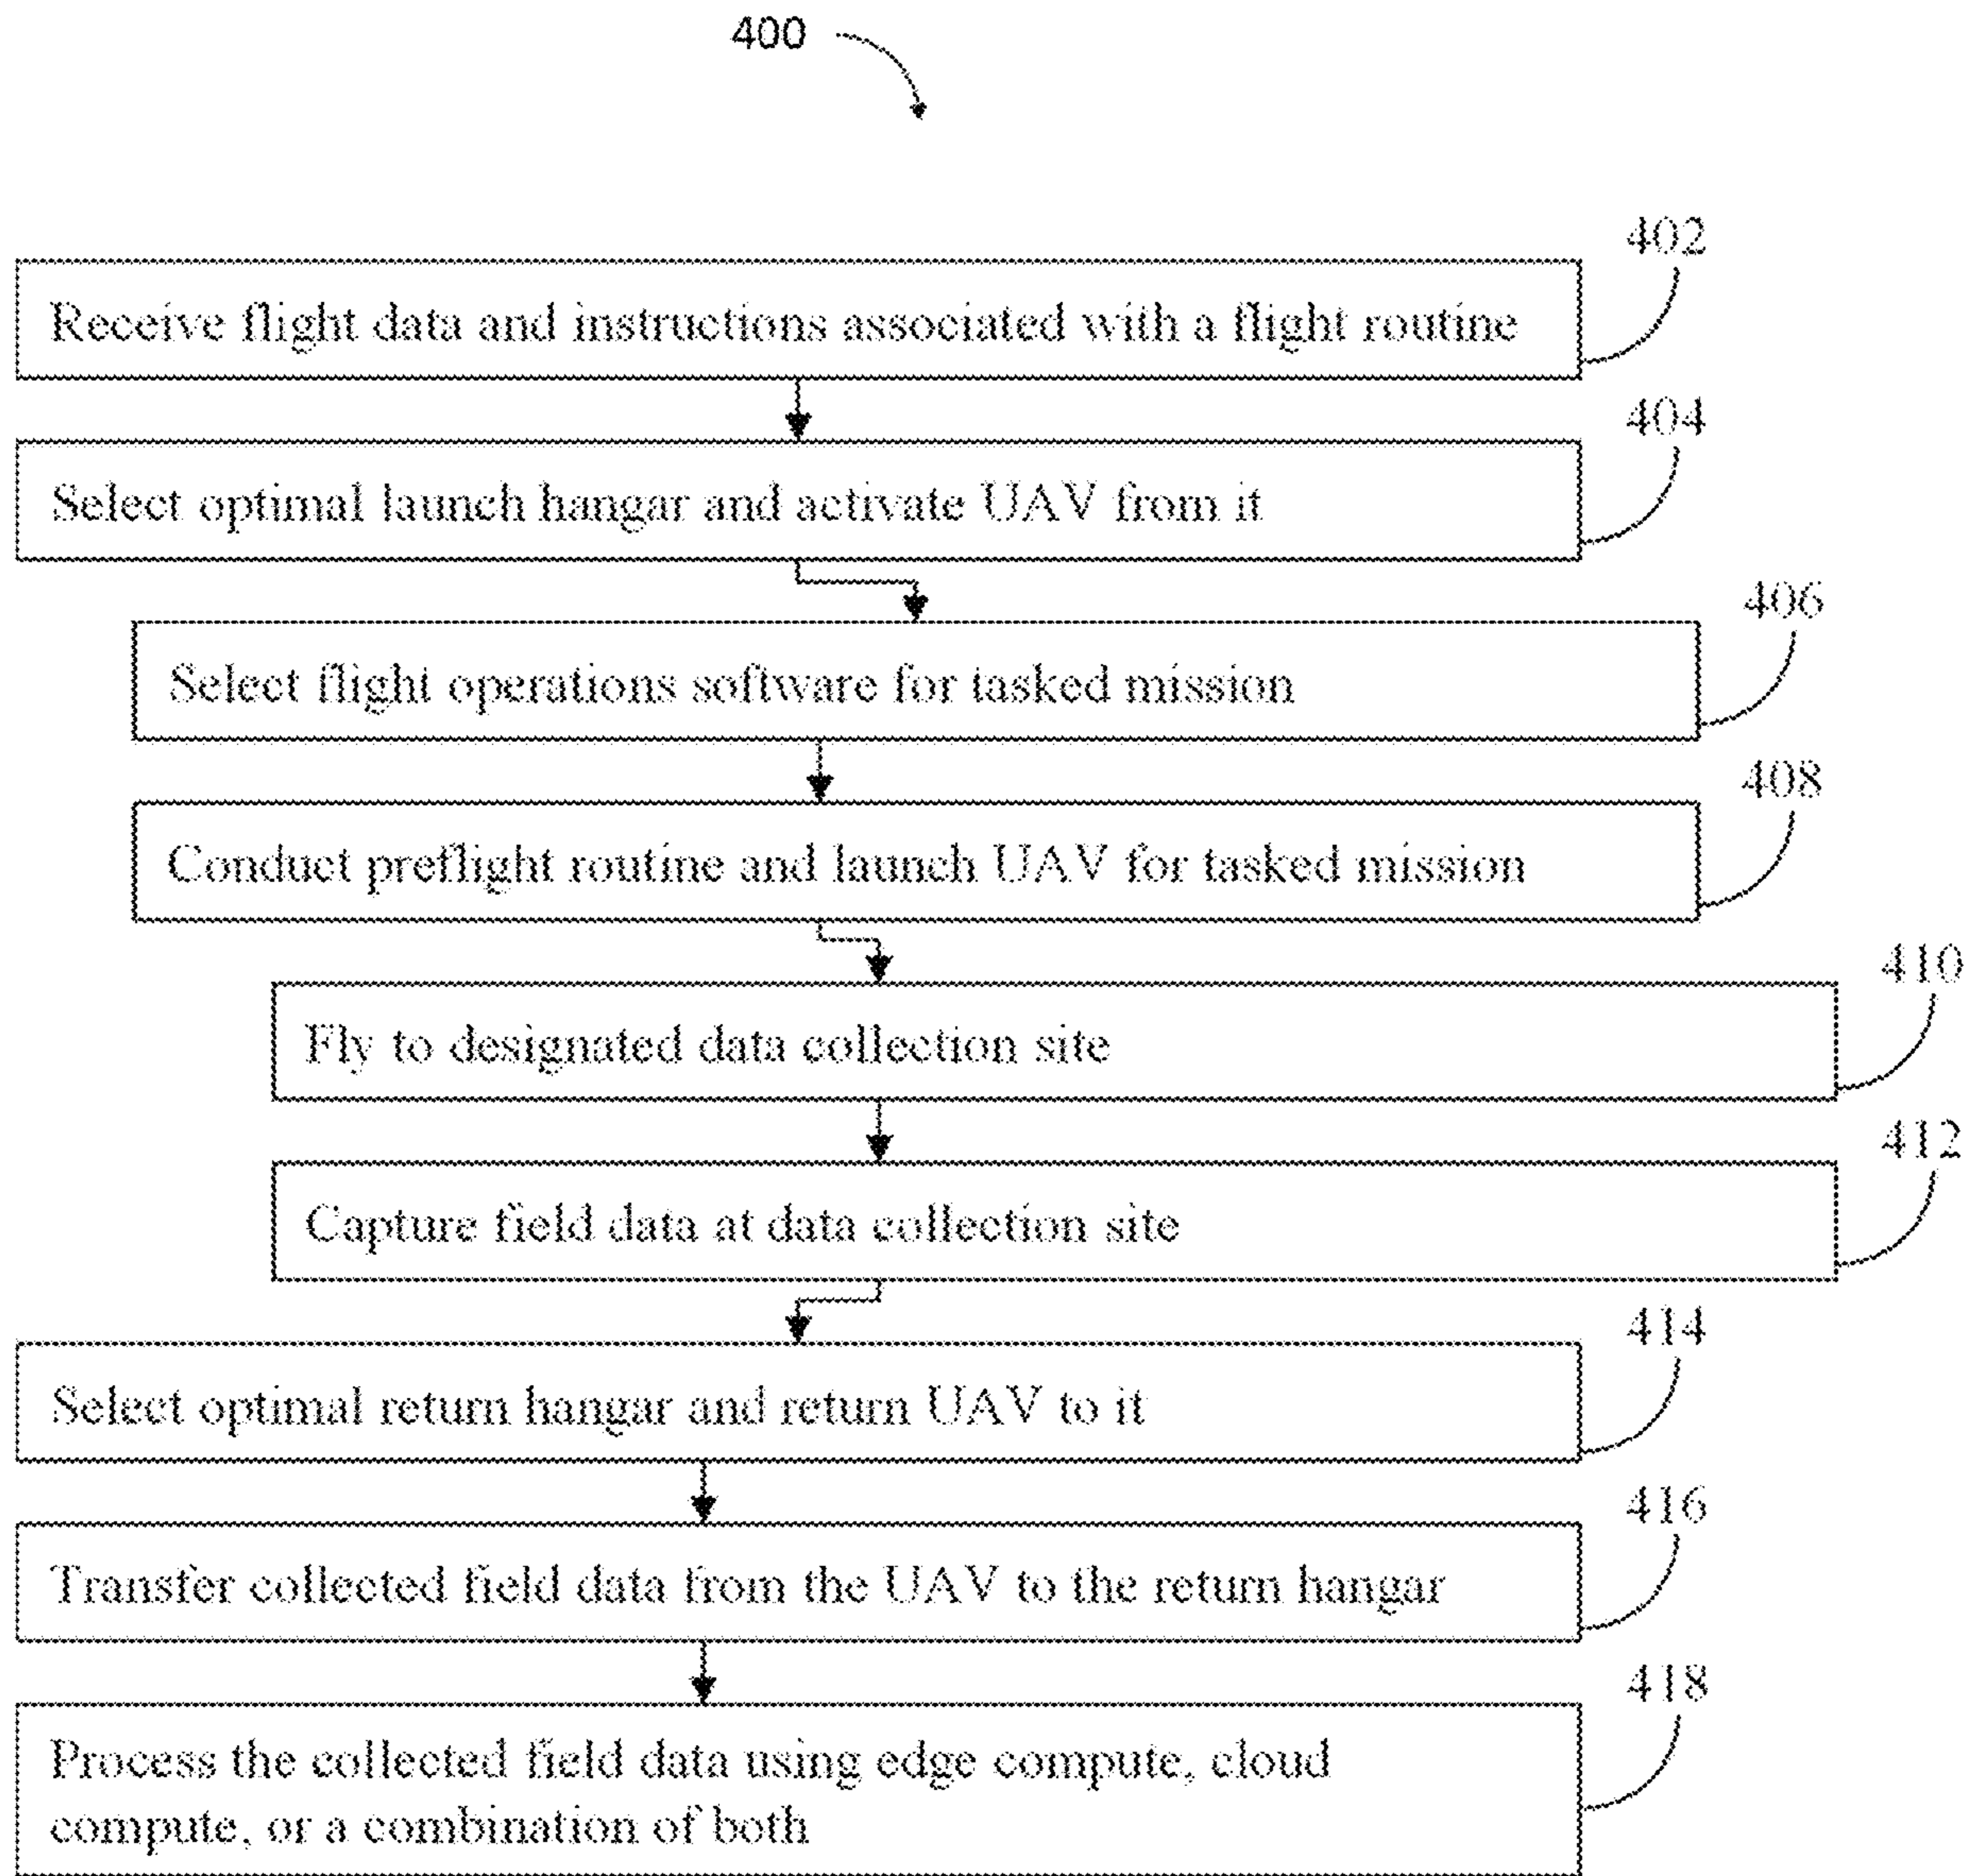 400
402
Receive flight data and instructions associated with a flight routine
404
Select optimal launch hangar and activate UAV from it
406
Select flight operations software for tasked mission
408
Conduct preflight routine and launch UAV for tasked mission
410
Fly to designated data collection site
412
Capture field data at data collection site
414
Select optimal return hangar and return UAV to it
416
Transfer collected field data from the UAV to the return hangar
418
Process the collected field data using edge compute, cloud
compute, or a combination of both